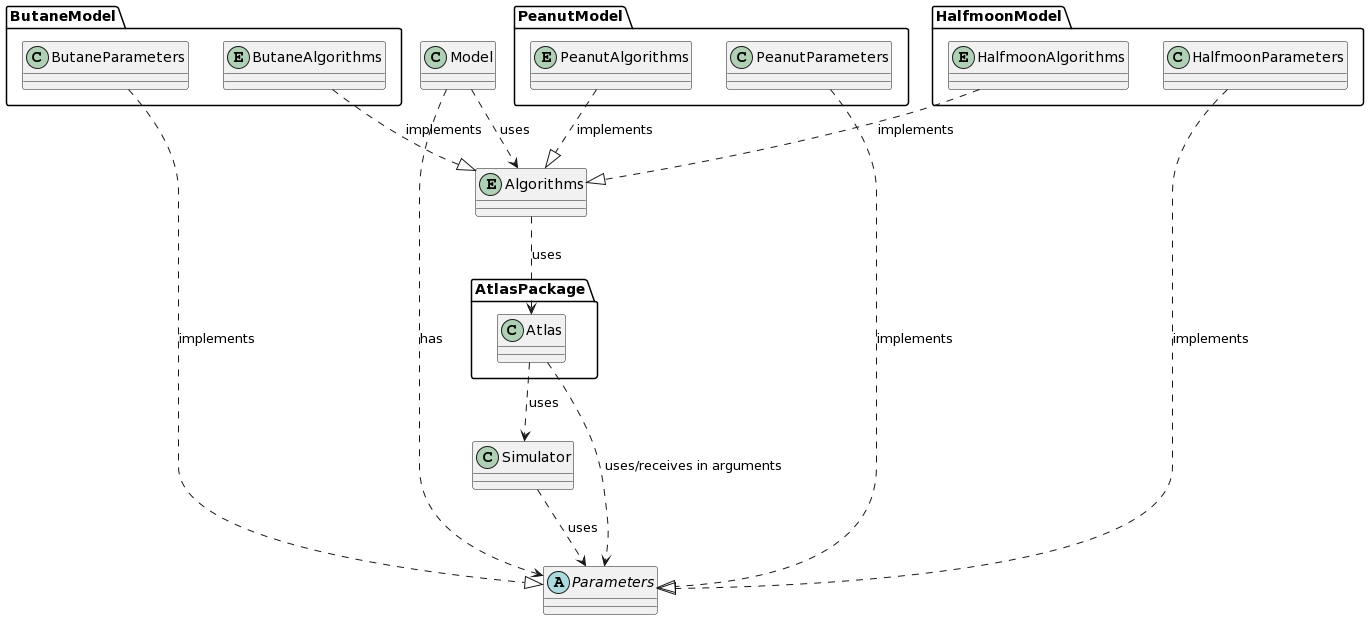 ButaneModel
PeanutModel
HalfmoonModel
C ButaneParameters
E ButaneAlgorithms
C Model
E PeanutAlgorithms
C PeanutParameters
E HalfmoonAlgorithms
C HalfmoonParameters
implements
uses
implements
implements
E Algorithms
uses
AtlasPackage
C Atlas
implements
has
implements
implements
uses
C Simulator
uses/receives in arguments
uses
A Parameters